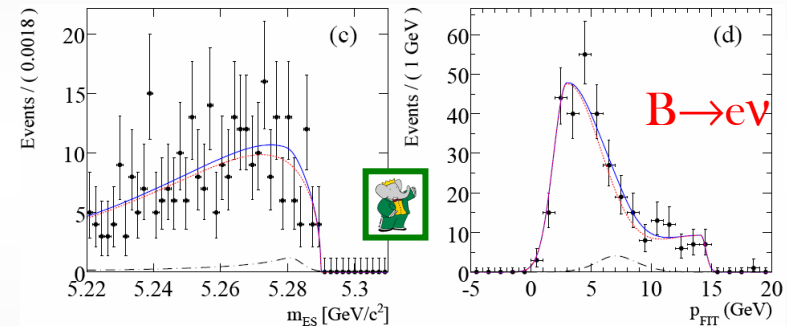 Events / ( 0.0018 )
20
15
10
5
0
(c)
5.22 5.24 5.26 5.28 5.3
m_ES [GeV/c²]
Events / ( 1 GeV )
60
50
40
30
20
10
0
(d)
B→eν
-5 0 5 10 15 20
p_FIT (GeV)